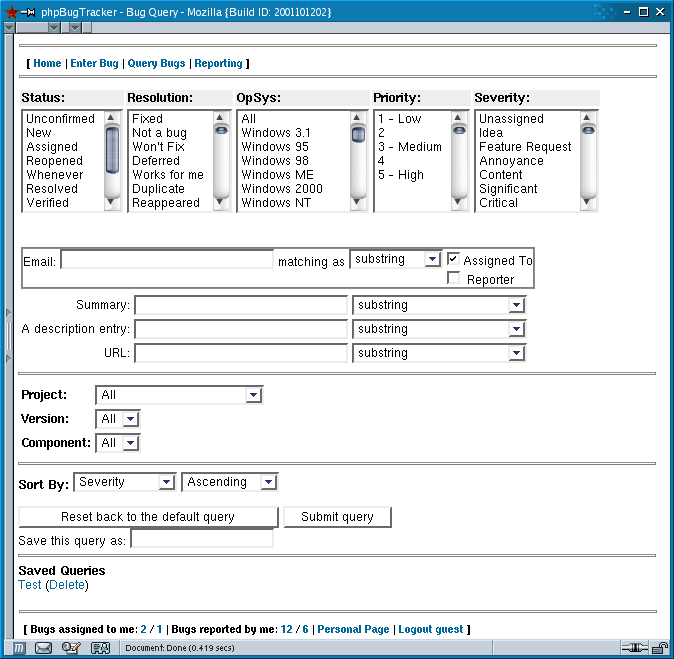 phpBugTracker - Bug Query - Mozilla {Build ID: 2001101202}
[ Home | Enter Bug | Query Bugs | Reporting ]
Status: Resolution: OpSys: Priority: Severity:
Unconfirmed Fixed All 1 - Low Unassigned
New Not a bug Windows 3.1 2 Idea
Assigned Won't Fix Windows 95 3 - Medium Feature Request
Reopened Deferred Windows 98 4 Annoyance
Whenever Works for me Windows ME 5 - High Content
Resolved Duplicate Windows 2000 Significant
Verified Reappeared Windows NT Critical
Email: matching as substring Assigned To
Reporter
Summary: substring
A description entry: substring
URL: substring
Project: All
Version: All
Component: All
Sort By: Severity Ascending
Reset back to the default query Submit query
Save this query as:
Saved Queries
Test (Delete)
[ Bugs assigned to me: 2 / 1 | Bugs reported by me: 12 / 6 | Personal Page | Logout guest ]
Document: Done (0.419 secs)